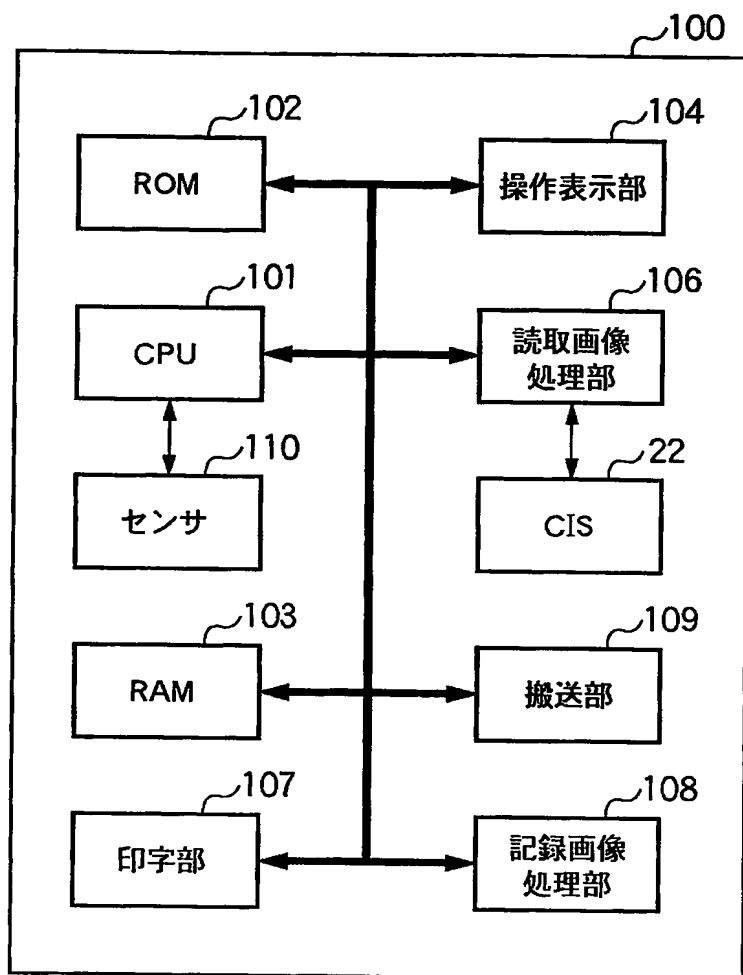 100
102
ROM
104
操作表示部
101
CPU
106
読取画像
処理部
110
センサ
22
CIS
103
RAM
109
搬送部
107
印字部
108
記録画像
処理部